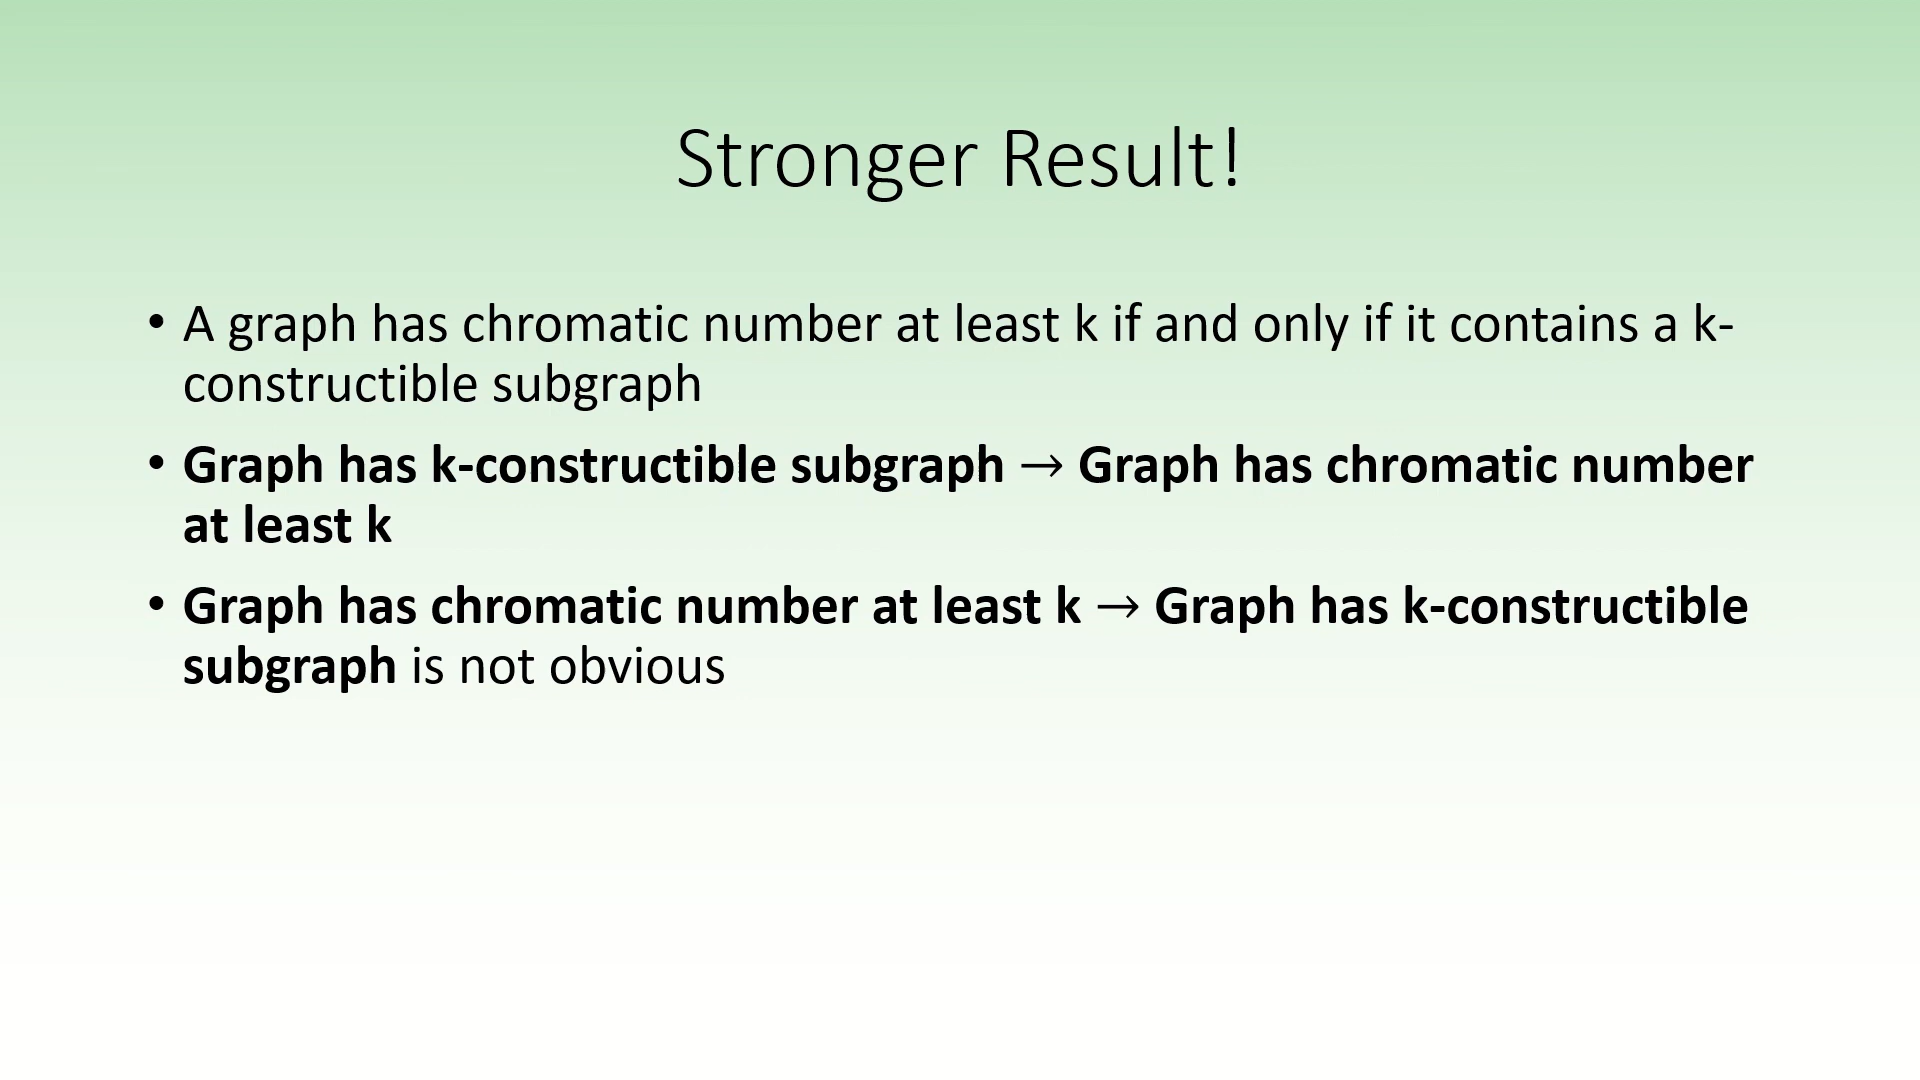 Stronger Result!
• A graph has chromatic number at least k if and only if it contains a k-
constructible subgraph
• Graph has k-constructible subgraph → Graph has chromatic number
at least k
• Graph has chromatic number at least k → Graph has k-constructible
subgraph is not obvious